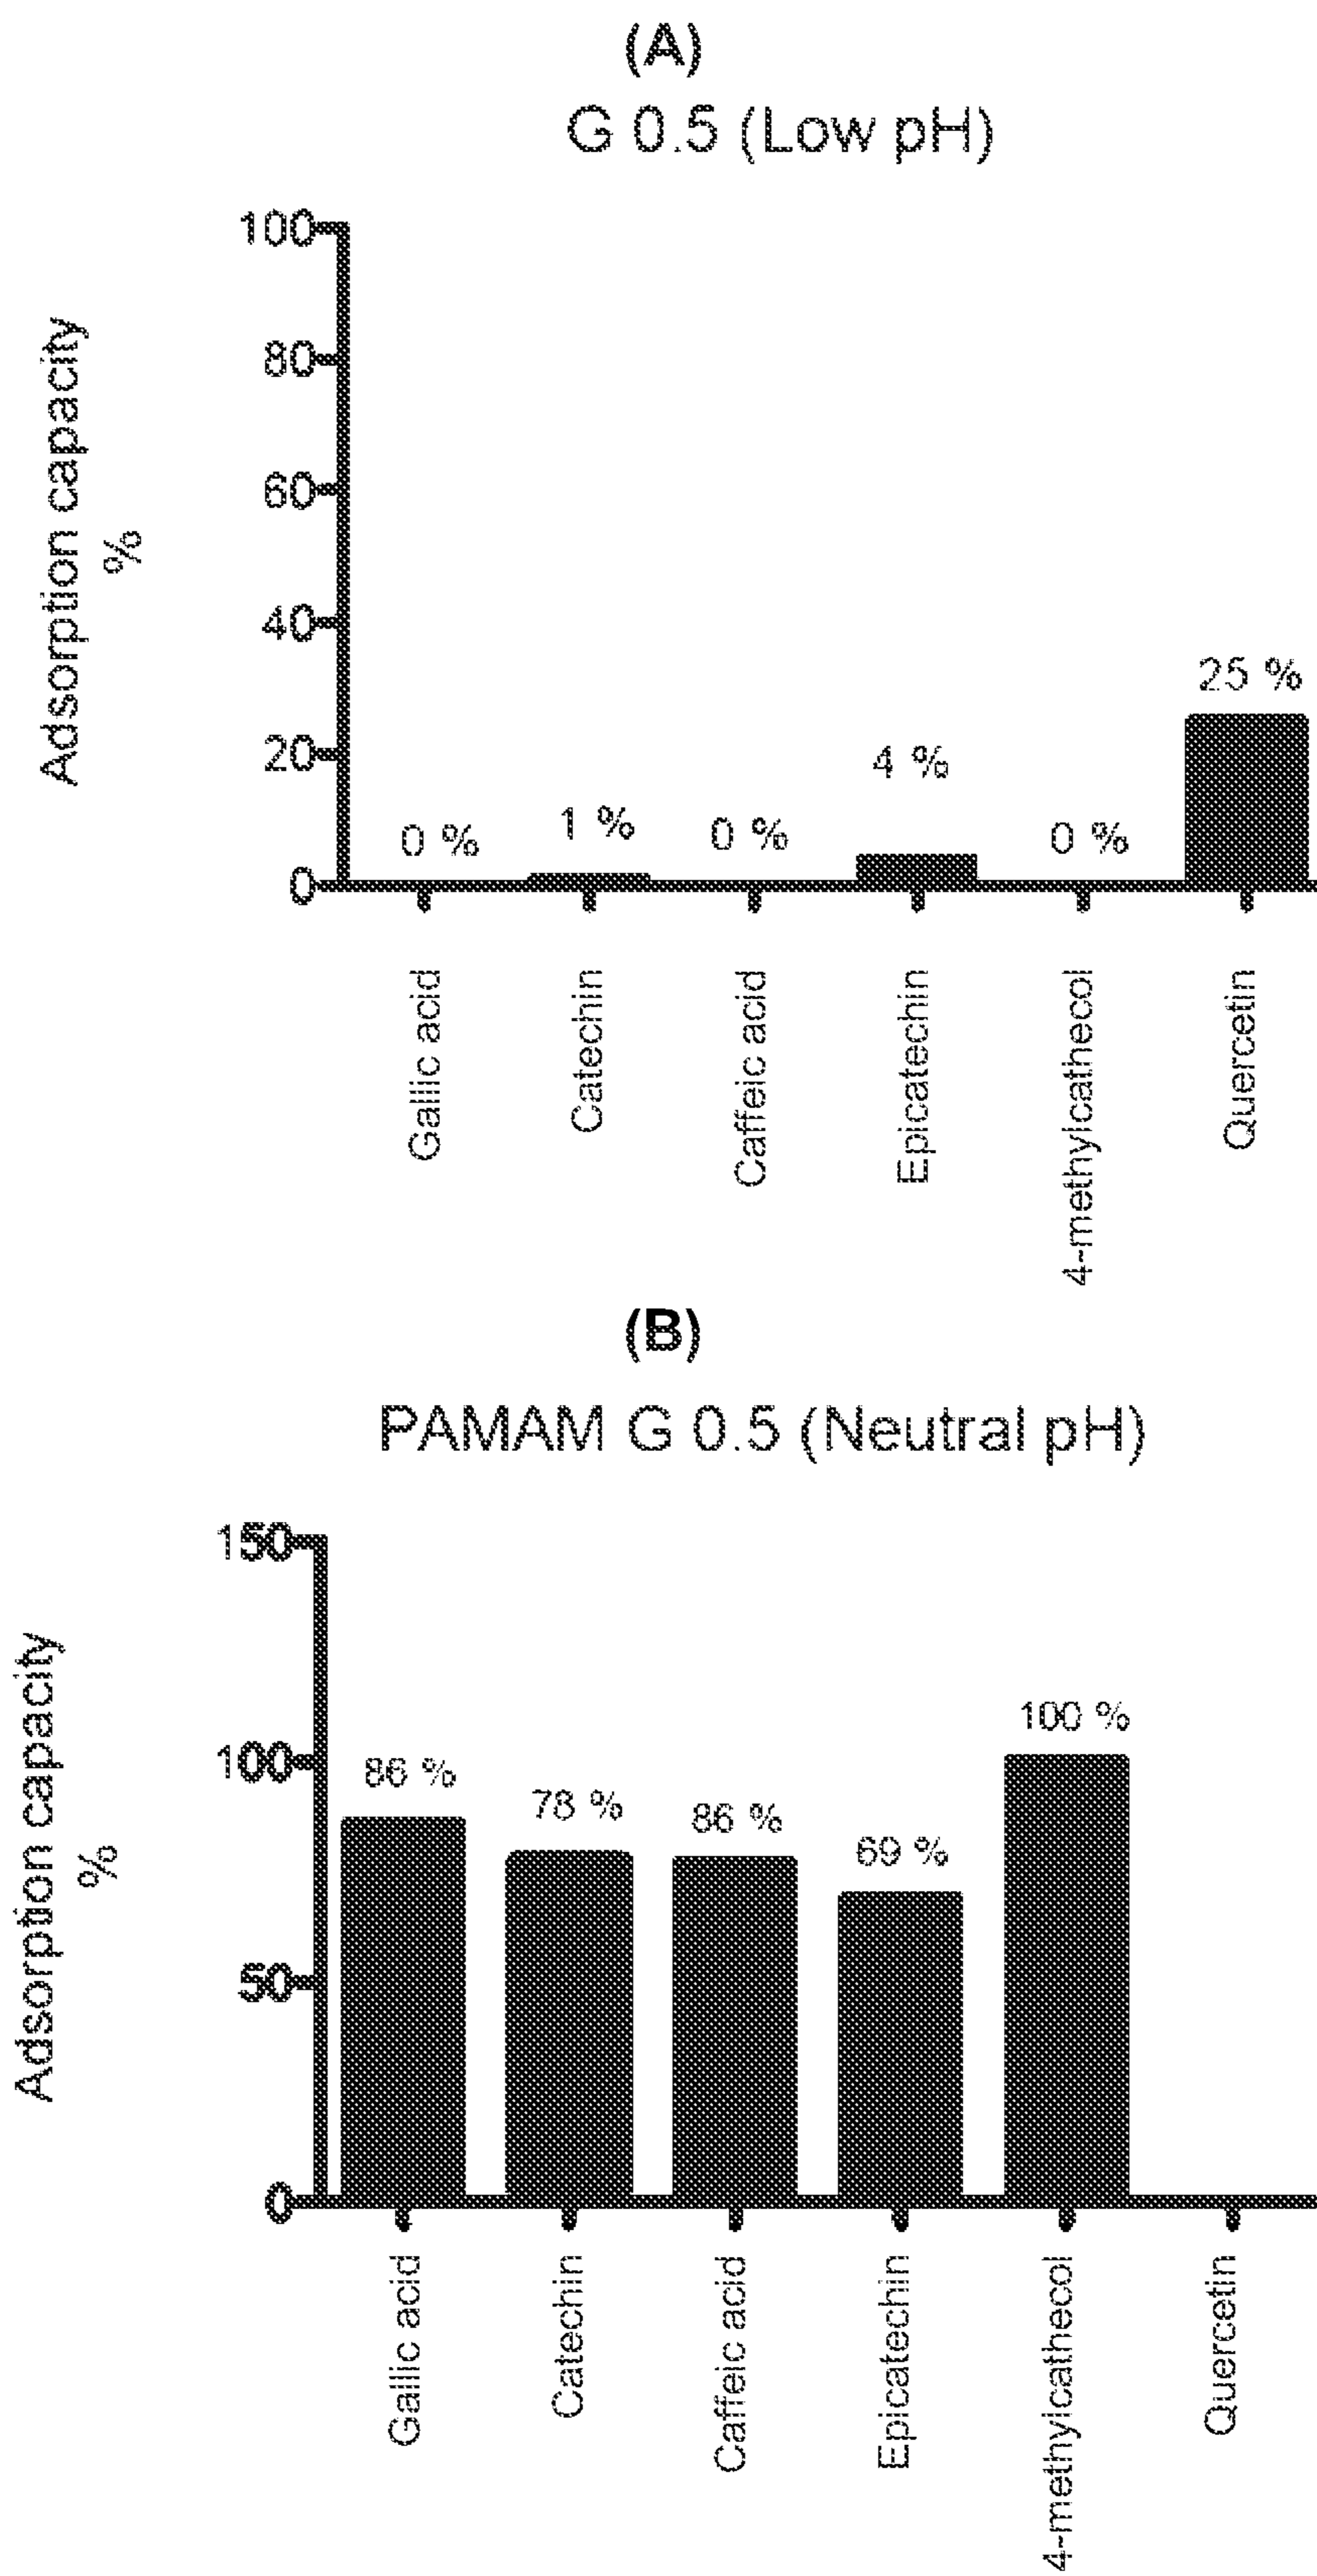 (A)
G 0.5 (Low pH)
Adsorption capacity
%
100
80
60
40
20
0
0 %
1 %
0 %
4 %
0 %
25 %
Gallic acid
Catechin
Caffeic acid
Epicatechin
4-methylcathecol
Quercetin
(B)
PAMAM G 0.5 (Neutral pH)
Adsorption capacity
%
150
100
50
0
86 %
78 %
86 %
69 %
100 %
Gallic acid
Catechin
Caffeic acid
Epicatechin
4-methylcathecol
Quercetin